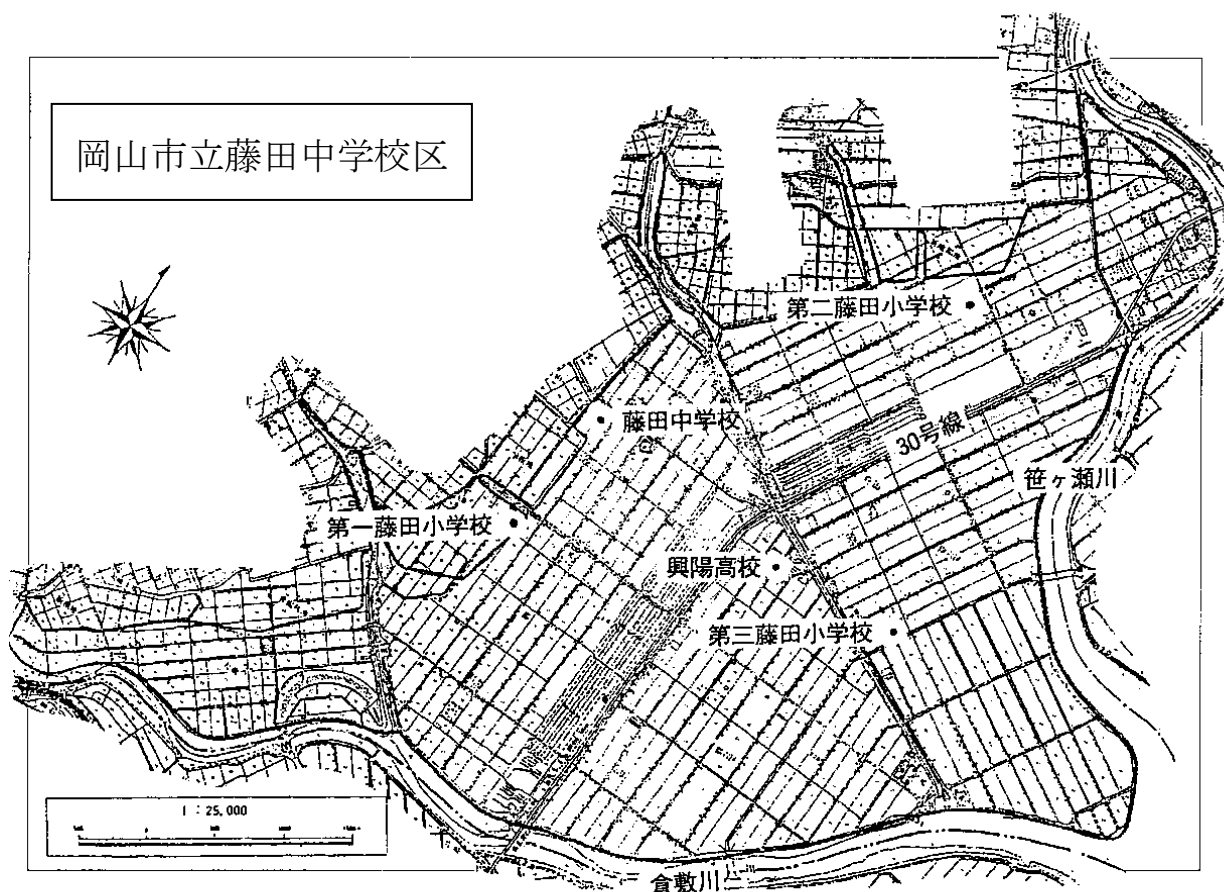 岡山市立藤田中学校区
第二藤田小学校
藤田中学校
30号線
笹ヶ瀬川
第一藤田小学校
興陽高校
第三藤田小学校
1 : 25,000
倉敷川